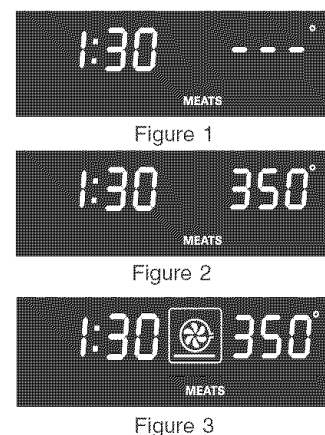 1:30 ---°
MEATS
Figure 1
1:30 350°
MEATS
Figure 2
1:30 350°
MEATS
Figure 3